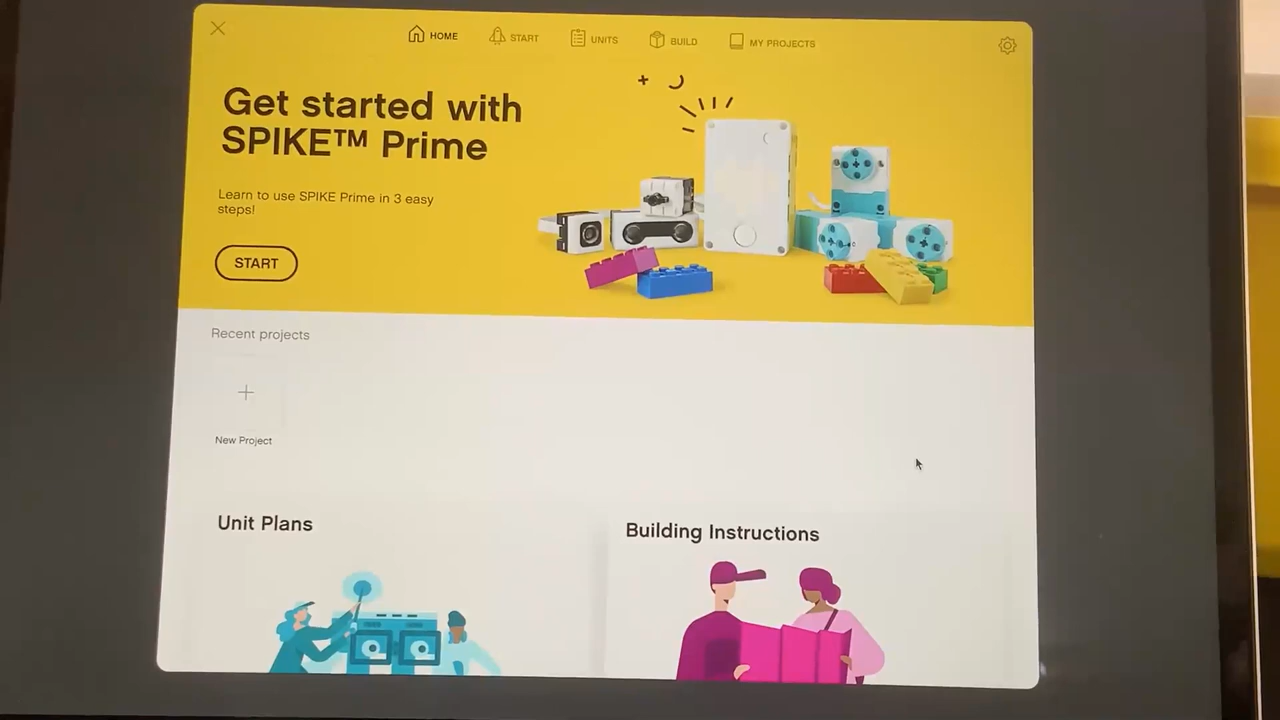 HOME
START
UNITS
BUILD
MY PROJECTS
Get started with
SPIKE™ Prime
Learn to use SPIKE Prime in 3 easy
steps!
START
Recent projects
New Project
Unit Plans
Building Instructions